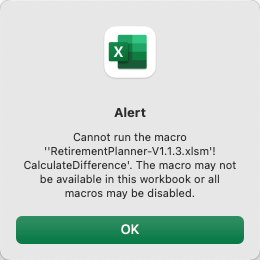 X
Alert
Cannot run the macro
''RetirementPlanner-V1.1.3.xlsm'!
CalculateDifference'. The macro may not
be available in this workbook or all
macros may be disabled.
OK